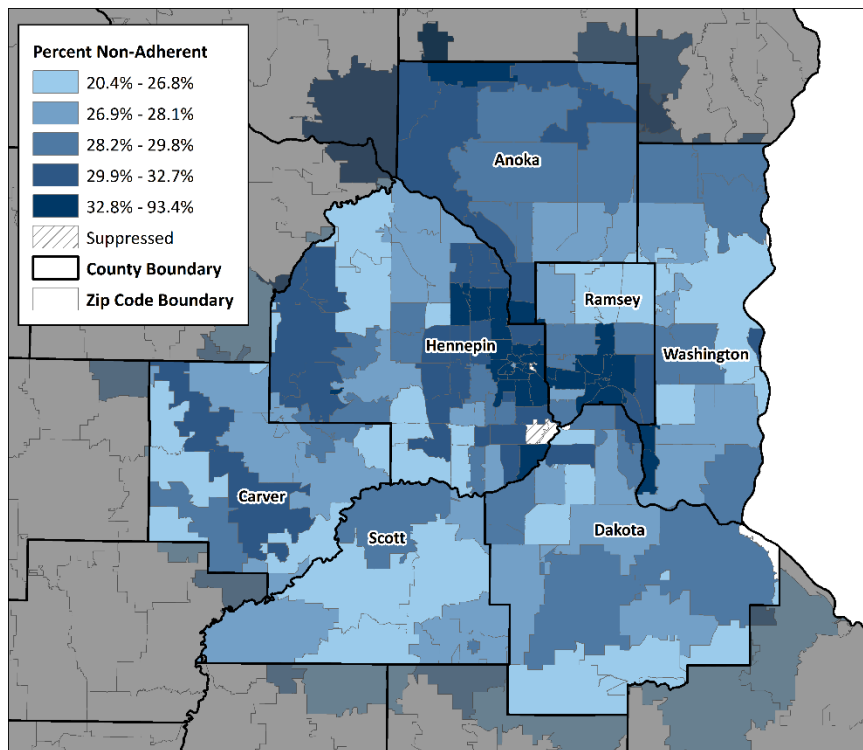 Percent Non-Adherent
20.4% - 26.8%
26.9% - 28.1%
28.2% - 29.8%
29.9% - 32.7%
32.8% - 93.4%
Suppressed
County Boundary
Zip Code Boundary
Anoka
Ramsey
Hennepin
Washington
Carver
Scott
Dakota